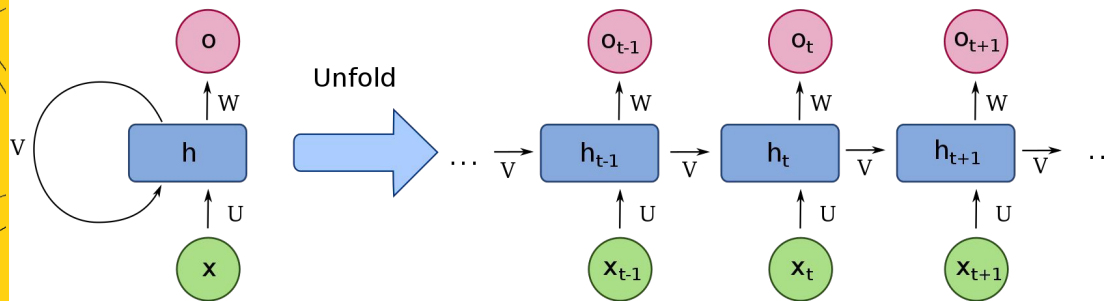 o o_{t-1} o_t o_{t+1}
Unfold
W W W W
V h ... V h_{t-1} V h_t V h_{t+1} V ..
U U U U
x x_{t-1} x_t x_{t+1}